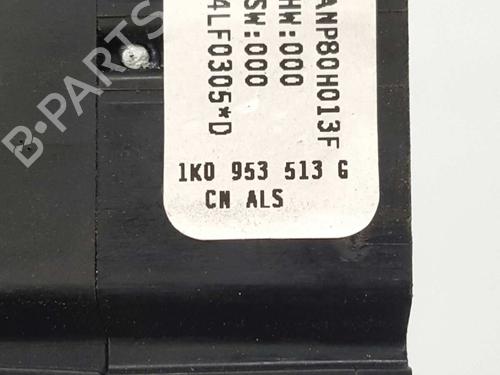 ANP80H013F
HW:000
SW:000
4LF0305*D
1K0 953 513 G
CN ALS
B-PARTS